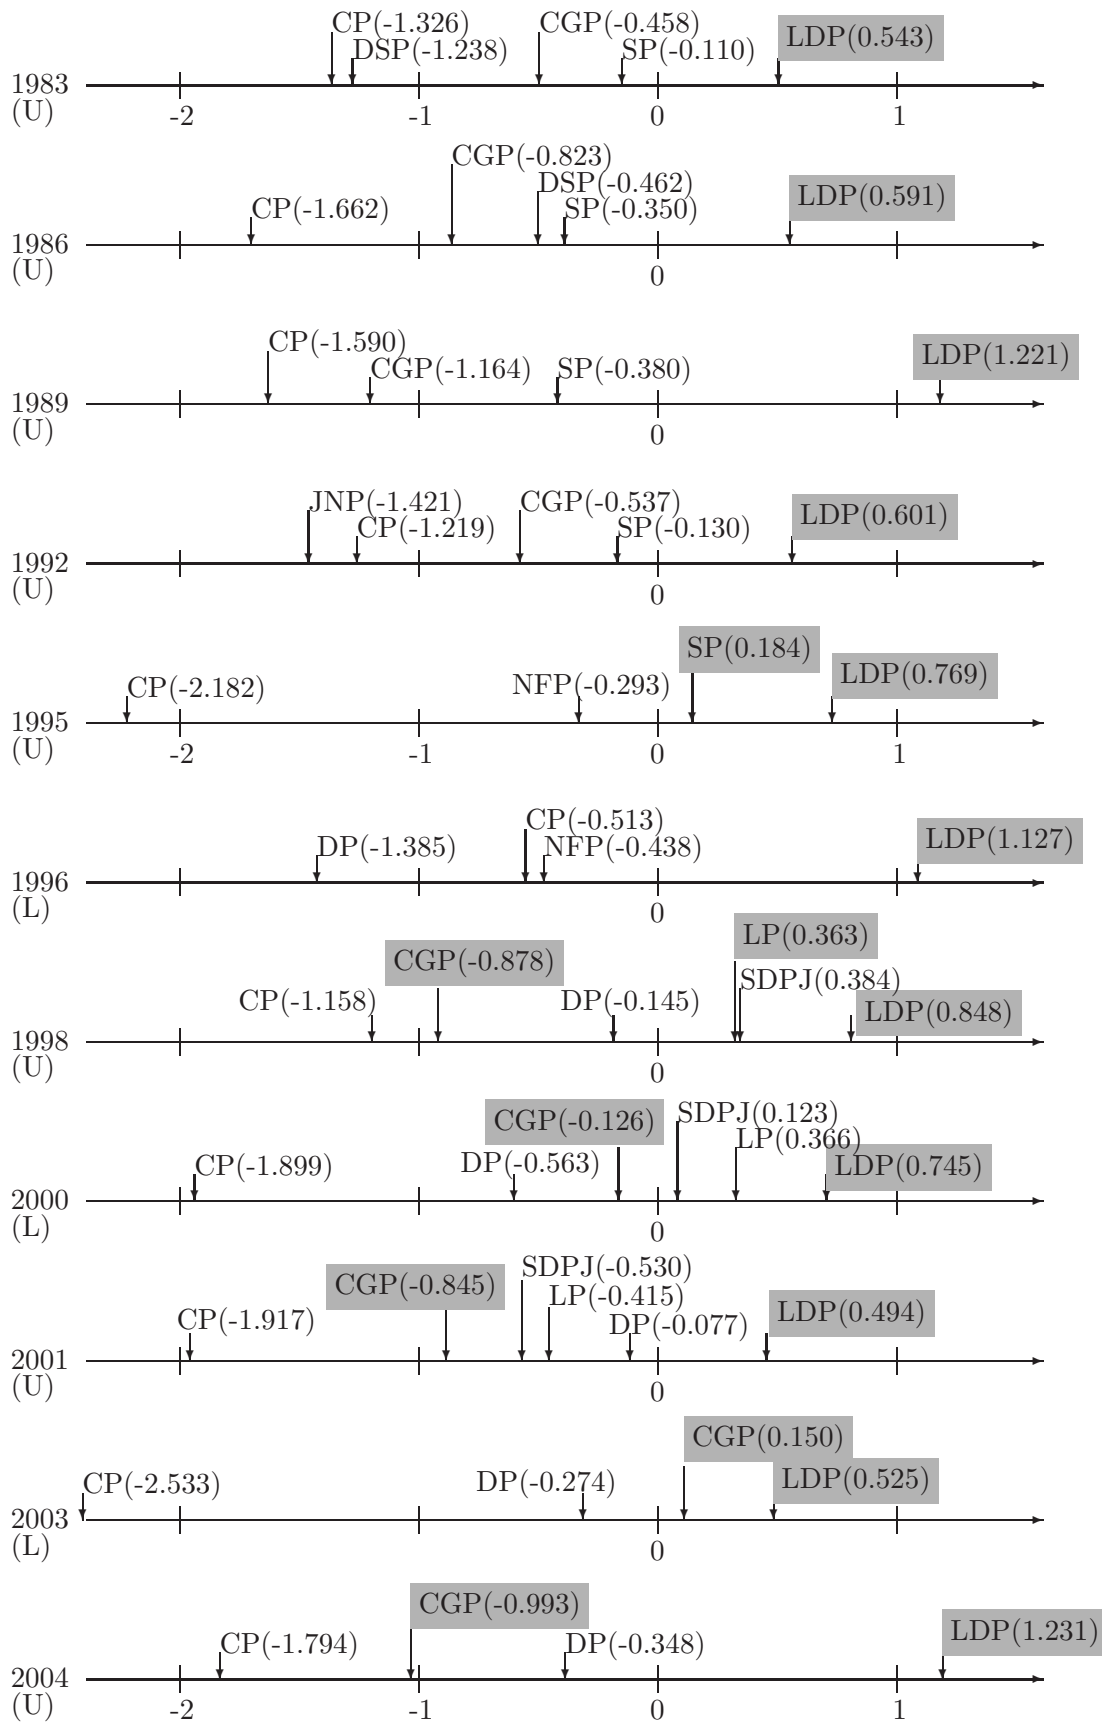 CP(-1.326) CGP(-0.458) LDP(0.543)
DSP(-1.238) SP(-0.110)
1983
(U) -2 -1 0 1
CGP(-0.823)
DSP(-0.462)
CP(-1.662) SP(-0.350) LDP(0.591)
1986
(U) 0
CP(-1.590) LDP(1.221)
CGP(-1.164) SP(-0.380)
1989
(U) 0
JNP(-1.421) CGP(-0.537) LDP(0.601)
CP(-1.219) SP(-0.130)
1992
(U) 0
SP(0.184)
CP(-2.182) NFP(-0.293) LDP(0.769)
1995
(U) -2 -1 0 1
CP(-0.513) LDP(1.127)
DP(-1.385) NFP(-0.438)
1996
(L) 0
LP(0.363)
CGP(-0.878)
SDPJ(0.384)
CP(-1.158) DP(-0.145) LDP(0.848)
1998
(U) 0
CGP(-0.126) SDPJ(0.123)
LP(0.366)
CP(-1.899) DP(-0.563) LDP(0.745)
2000
(L) 0
SDPJ(-0.530)
CGP(-0.845) LP(-0.415)
CP(-1.917) DP(-0.077) LDP(0.494)
2001
(U) 0
CGP(0.150)
CP(-2.533) DP(-0.274) LDP(0.525)
2003
(L) 0
CGP(-0.993)
CP(-1.794) DP(-0.348) LDP(1.231)
2004
(U) -2 -1 0 1